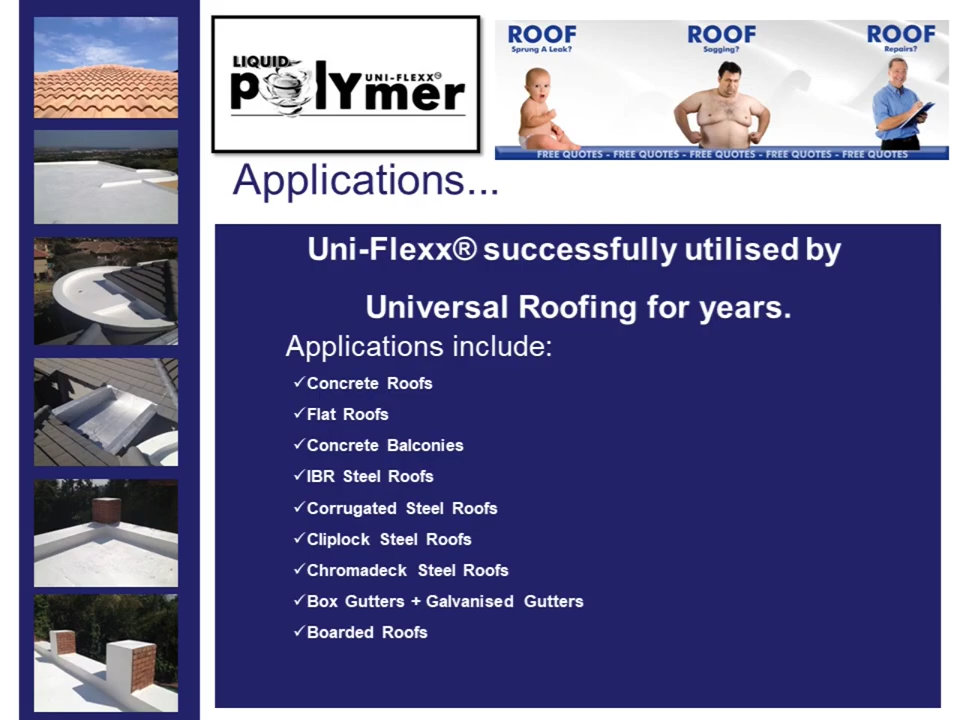 LIQUID
UNI-FLEXX®
polymer
ROOF
Sprung A Leak?
ROOF
Sagging?
ROOF
Repairs?
FREE QUOTES - FREE QUOTES - FREE QUOTES - FREE QUOTES - FREE QUOTES
Applications...
Uni-Flexx® successfully utilised by
Universal Roofing for years.
Applications include:
✓Concrete Roofs
✓Flat Roofs
✓Concrete Balconies
✓IBR Steel Roofs
✓Corrugated Steel Roofs
✓Cliplock Steel Roofs
✓Chromadeck Steel Roofs
✓Box Gutters + Galvanised Gutters
✓Boarded Roofs